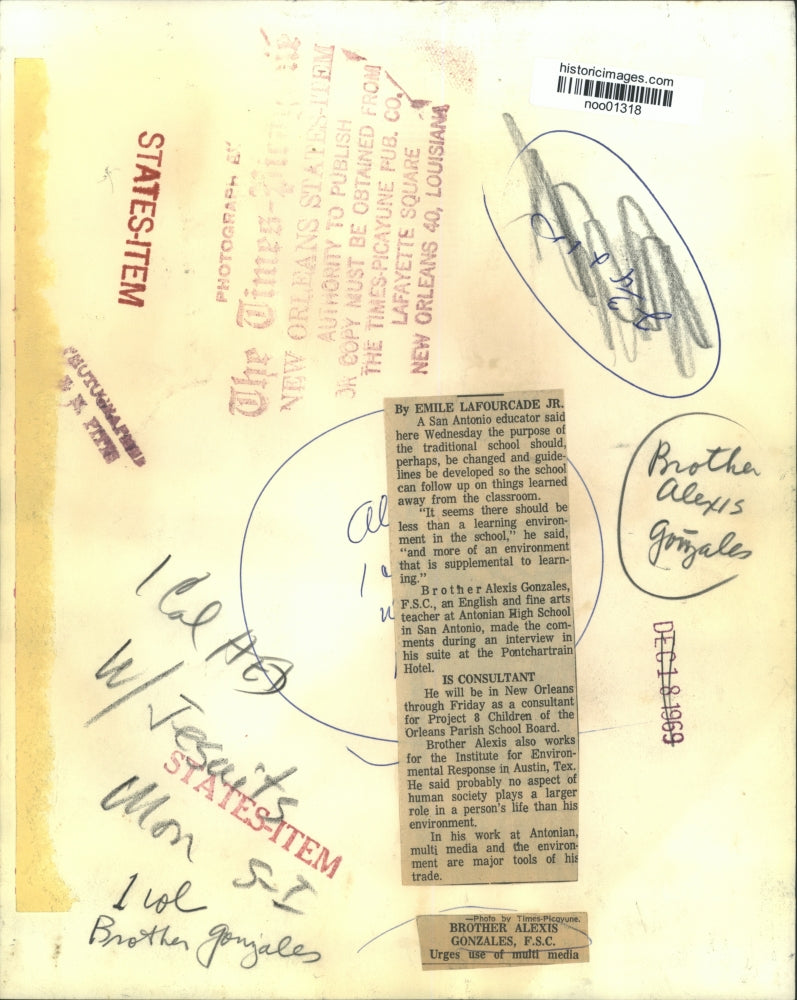 historicimages.com
noo01318
STATES-ITEM
PHOTOGRAPH BY
The Times-Picayune
NEW ORLEANS STATES-ITEM
AUTHORITY TO PUBLISH
OR COPY MUST BE OBTAINED FROM
THE TIMES-PICAYUNE PUB. CO.
LAFAYETTE SQUARE
NEW ORLEANS 40, LOUISIANA
PHOTOGRAPHED
By EMILE LAFOURCADE JR.
A San Antonio educator said
here Wednesday the purpose of
the traditional school should,
perhaps, be changed and guide-
lines be developed so the school
can follow up on things learned
away from the classroom.
"It seems there should be
less than a learning environ-
ment in the school," he said,
"and more of an environment
that is supplemental to learn-
ing."
Brother Alexis Gonzales,
F.S.C., an English and fine arts
teacher at Antonian High School
in San Antonio, made the com-
ments during an interview in
his suite at the Pontchartrain
Hotel.
IS CONSULTANT
He will be in New Orleans
through Friday as a consultant
for Project 8 Children of the
Orleans Parish School Board.
Brother Alexis also works
for the Institute for Environ-
mental Response in Austin, Tex.
He said probably no aspect of
human society plays a larger
role in a person's life than his
environment.
In his work at Antonian,
multi media and the environ-
ment are major tools of his
trade.
Brother
Alexis
Gonzales
DEC 18 1969
Al
1 Col
W/ Jesuits
STATES-ITEM
Mon S-I
1 col
Brother Gonzales
—Photo by Times-Picayune.
BROTHER ALEXIS
GONZALES, F.S.C.
Urges use of multi media